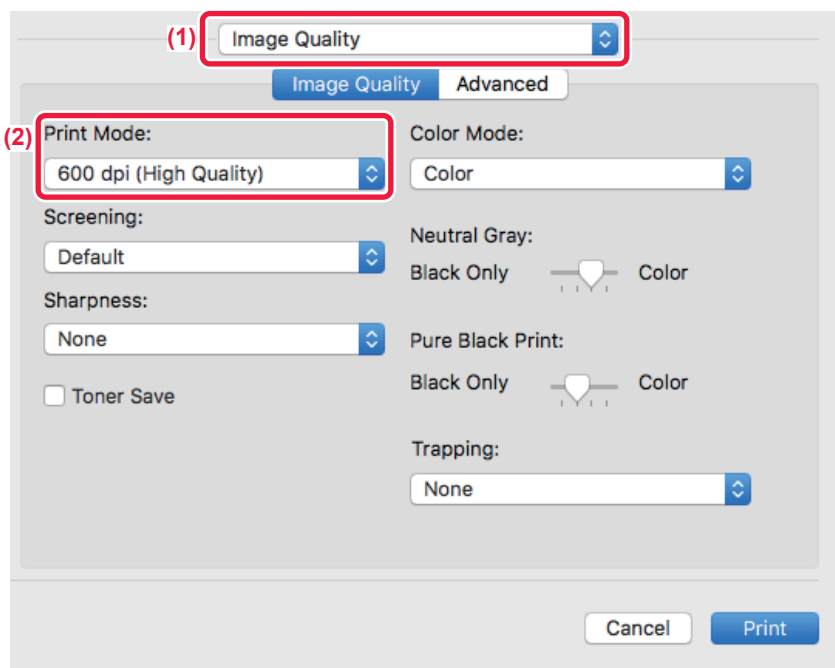 (1) Image Quality
Image Quality Advanced
(2) Print Mode:
600 dpi (High Quality)
Screening:
Default
Sharpness:
None
Toner Save
Color Mode:
Color
Neutral Gray:
Black Only Color
Pure Black Print:
Black Only Color
Trapping:
None
Cancel Print